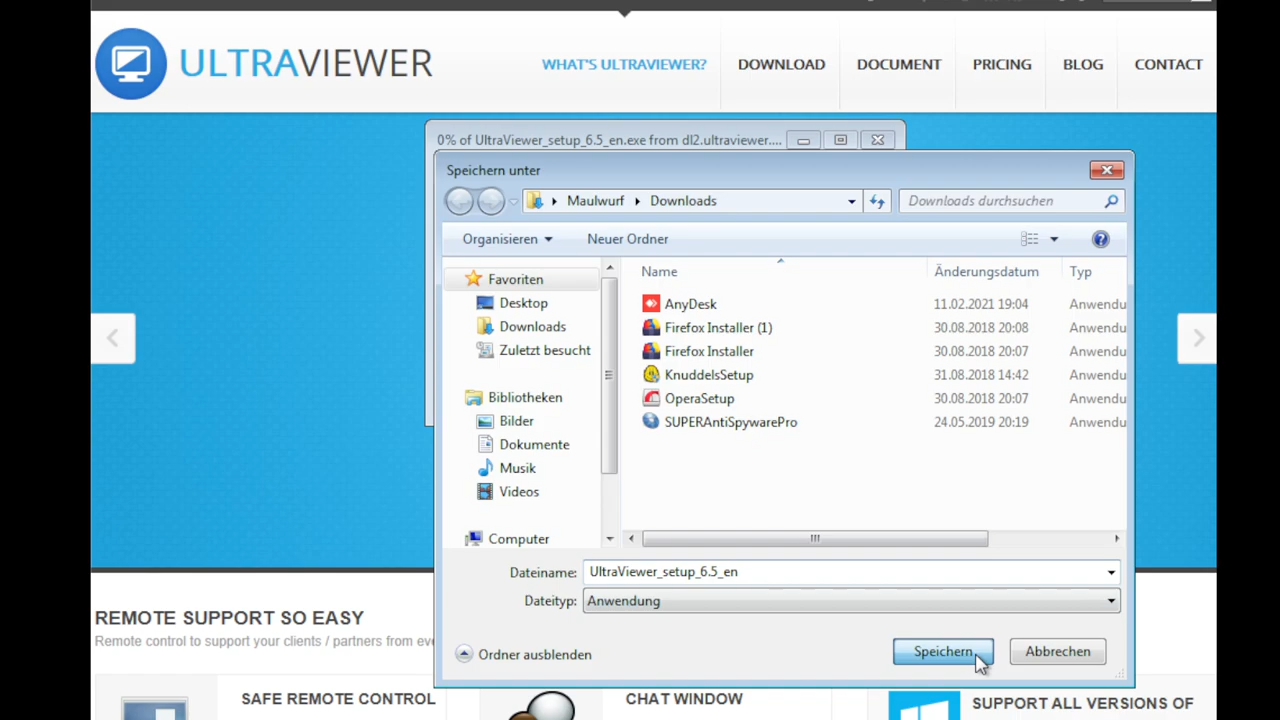 ULTRAVIEWER
WHAT'S ULTRAVIEWER?
DOWNLOAD
DOCUMENT
PRICING
BLOG
CONTACT
0% of UltraViewer_setup_6.5_en.exe from dl2.ultraviewer....
Speichern unter
Maulwurf
Downloads
Downloads durchsuchen
Organisieren
Neuer Ordner
Favoriten
Desktop
Downloads
Zuletzt besucht
Bibliotheken
Bilder
Dokumente
Musik
Videos
Computer
Name Änderungsdatum Typ
AnyDesk 11.02.2021 19:04 Anwendu
Firefox Installer (1) 30.08.2018 20:08 Anwendu
Firefox Installer 30.08.2018 20:07 Anwendu
KnuddelsSetup 31.08.2018 14:42 Anwendu
OperaSetup 30.08.2018 20:07 Anwendu
SUPERAntiSpywarePro 24.05.2019 20:19 Anwendu
Dateiname: UltraViewer_setup_6.5_en
Dateityp: Anwendung
Ordner ausblenden
Speichern
Abbrechen
REMOTE SUPPORT SO EASY
Remote control to support your clients / partners from eve
SAFE REMOTE CONTROL
CHAT WINDOW
SUPPORT ALL VERSIONS OF